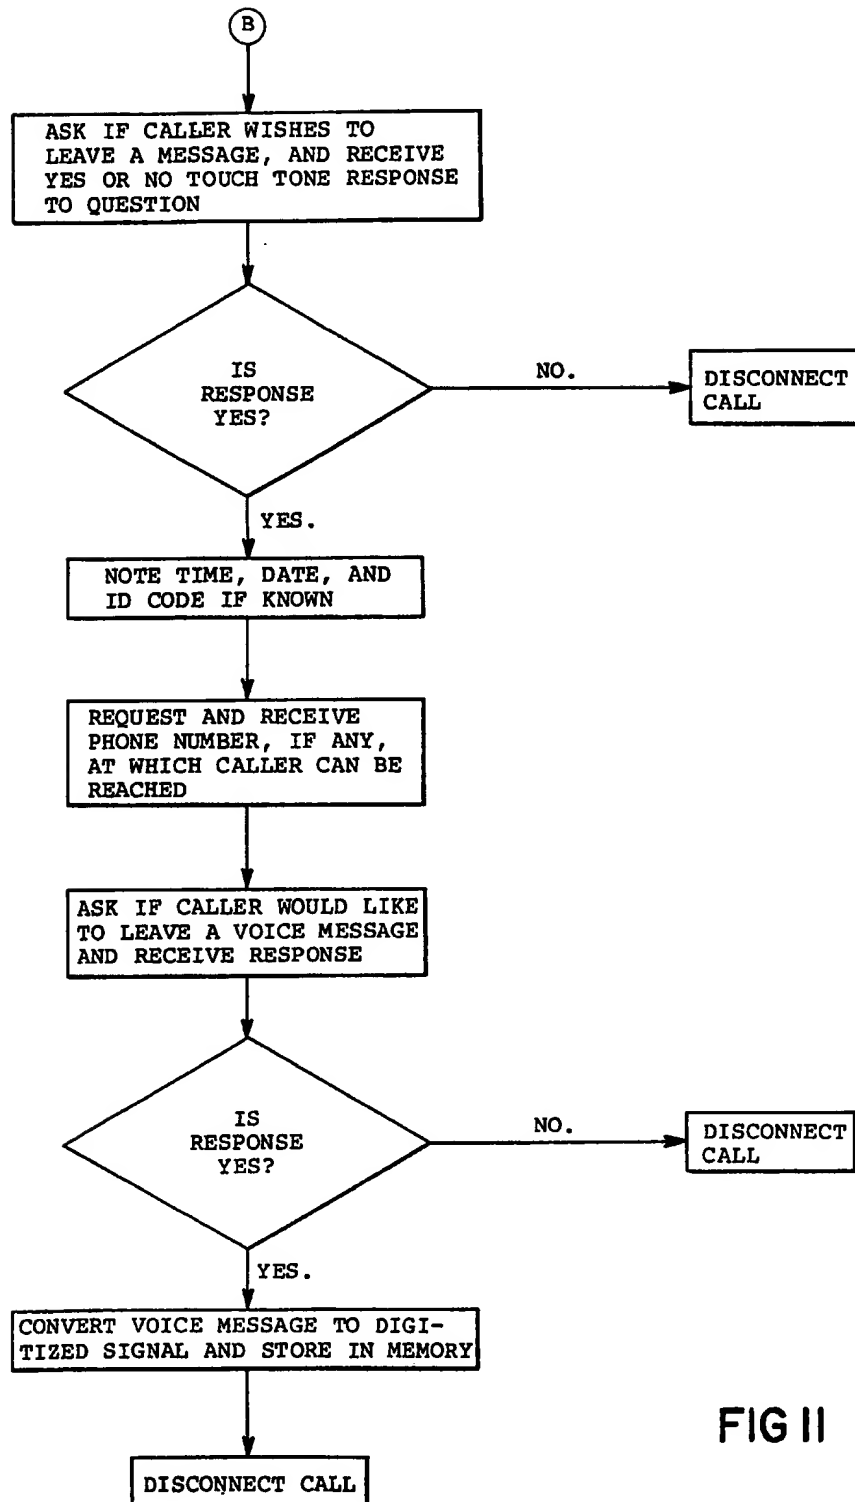 B
ASK IF CALLER WISHES TO
LEAVE A MESSAGE, AND RECEIVE
YES OR NO TOUCH TONE RESPONSE
TO QUESTION
IS
RESPONSE
YES?
NO.
DISCONNECT
CALL
YES.
NOTE TIME, DATE, AND
ID CODE IF KNOWN
REQUEST AND RECEIVE
PHONE NUMBER, IF ANY,
AT WHICH CALLER CAN BE
REACHED
ASK IF CALLER WOULD LIKE
TO LEAVE A VOICE MESSAGE
AND RECEIVE RESPONSE
IS
RESPONSE
YES?
NO.
DISCONNECT
CALL
YES.
CONVERT VOICE MESSAGE TO DIGI-
TIZED SIGNAL AND STORE IN MEMORY
DISCONNECT CALL
FIG 11